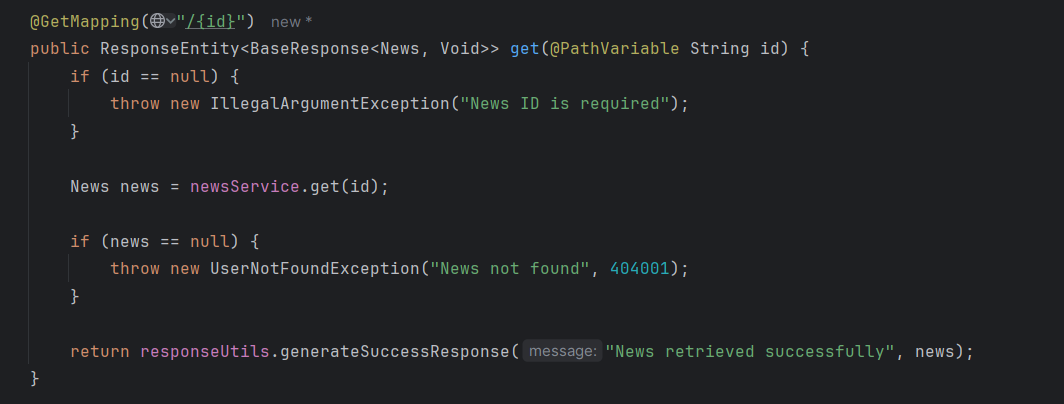 @GetMapping("/{id}") new *
public ResponseEntity<BaseResponse<News, Void>> get(@PathVariable String id) {
    if (id == null) {
        throw new IllegalArgumentException("News ID is required");
    }
    News news = newsService.get(id);
    if (news == null) {
        throw new UserNotFoundException("News not found", 404001);
    }
    return responseUtils.generateSuccessResponse( message: "News retrieved successfully", news);
}